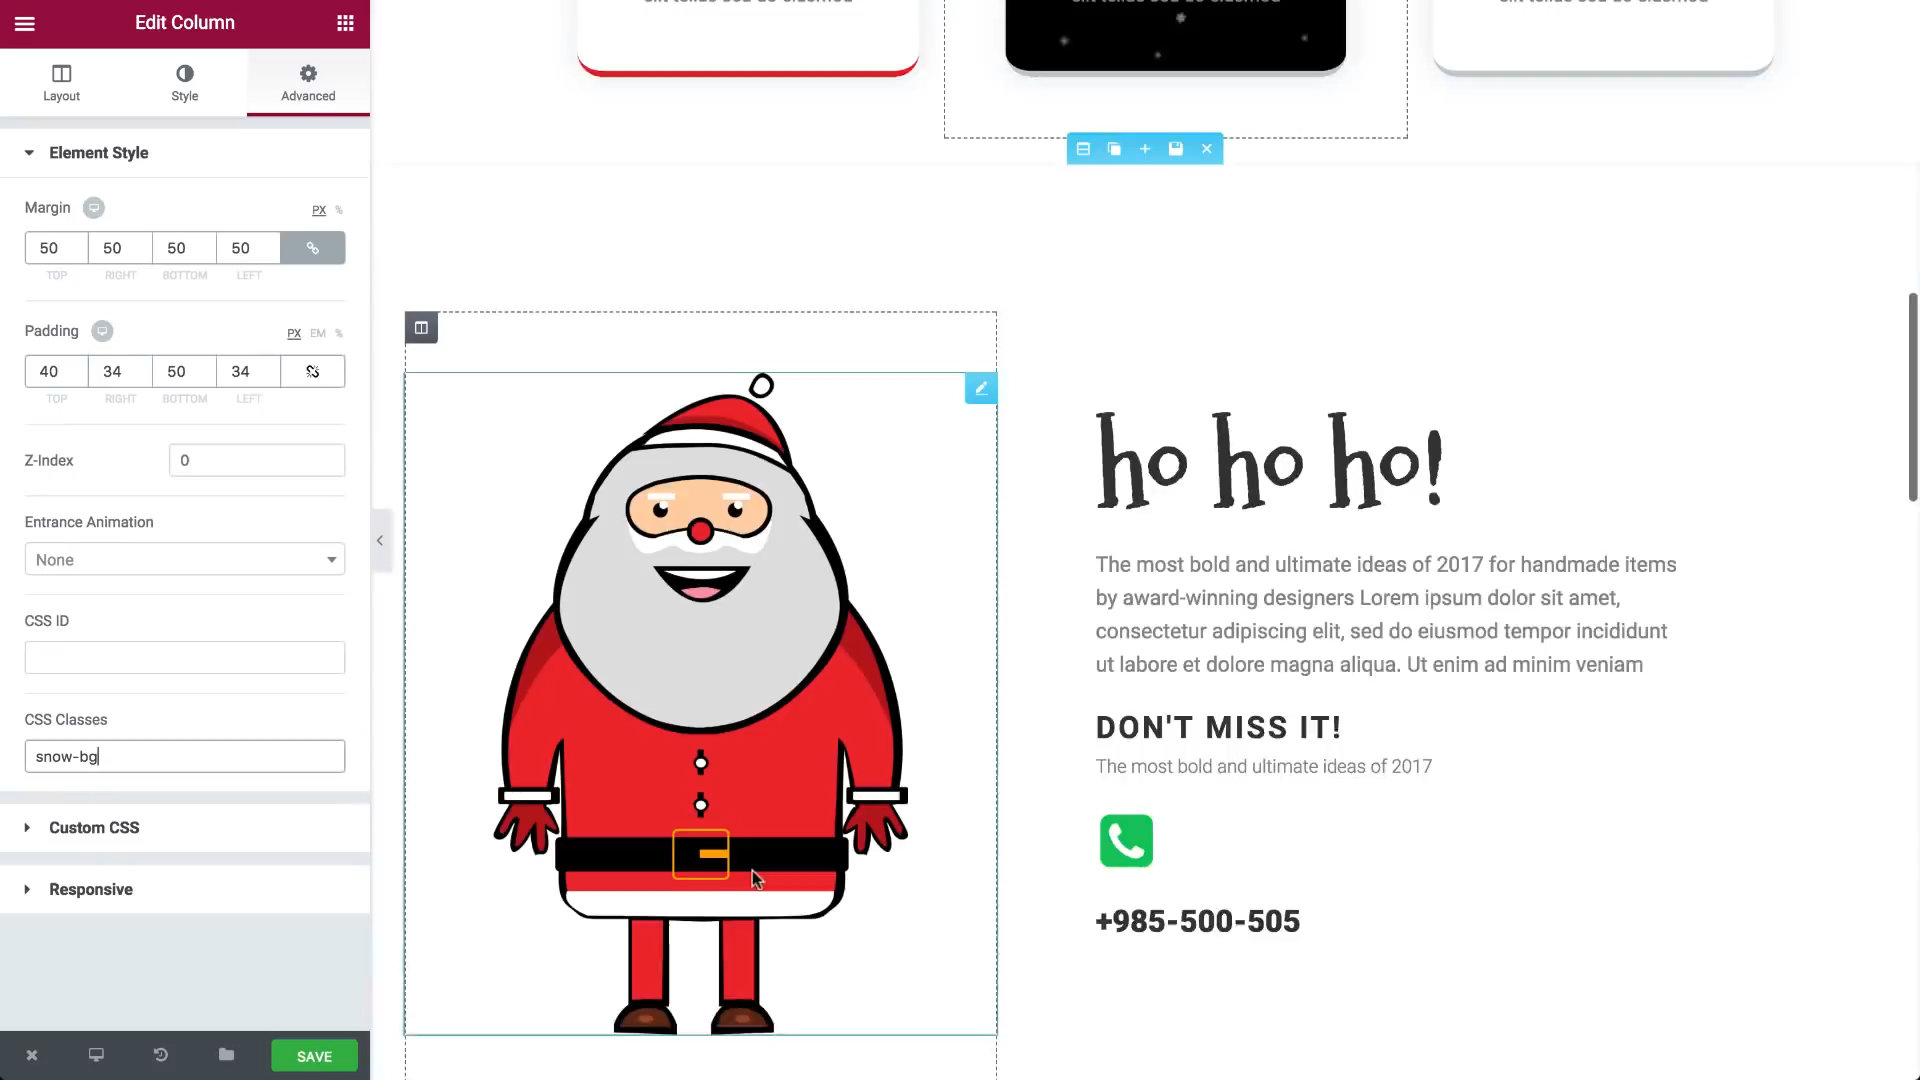 Edit Column
Layout
Style
Advanced
Element Style
Margin
PX %
50 50 50 50
TOP RIGHT BOTTOM LEFT
Padding
PX EM %
40 34 50 34
TOP RIGHT BOTTOM LEFT
Z-Index
0
Entrance Animation
None
CSS ID
CSS Classes
snow-bg
Custom CSS
Responsive
SAVE
ho ho ho!
The most bold and ultimate ideas of 2017 for handmade items
by award-winning designers Lorem ipsum dolor sit amet,
consectetur adipiscing elit, sed do eiusmod tempor incididunt
ut labore et dolore magna aliqua. Ut enim ad minim veniam
DON'T MISS IT!
The most bold and ultimate ideas of 2017
+985-500-505